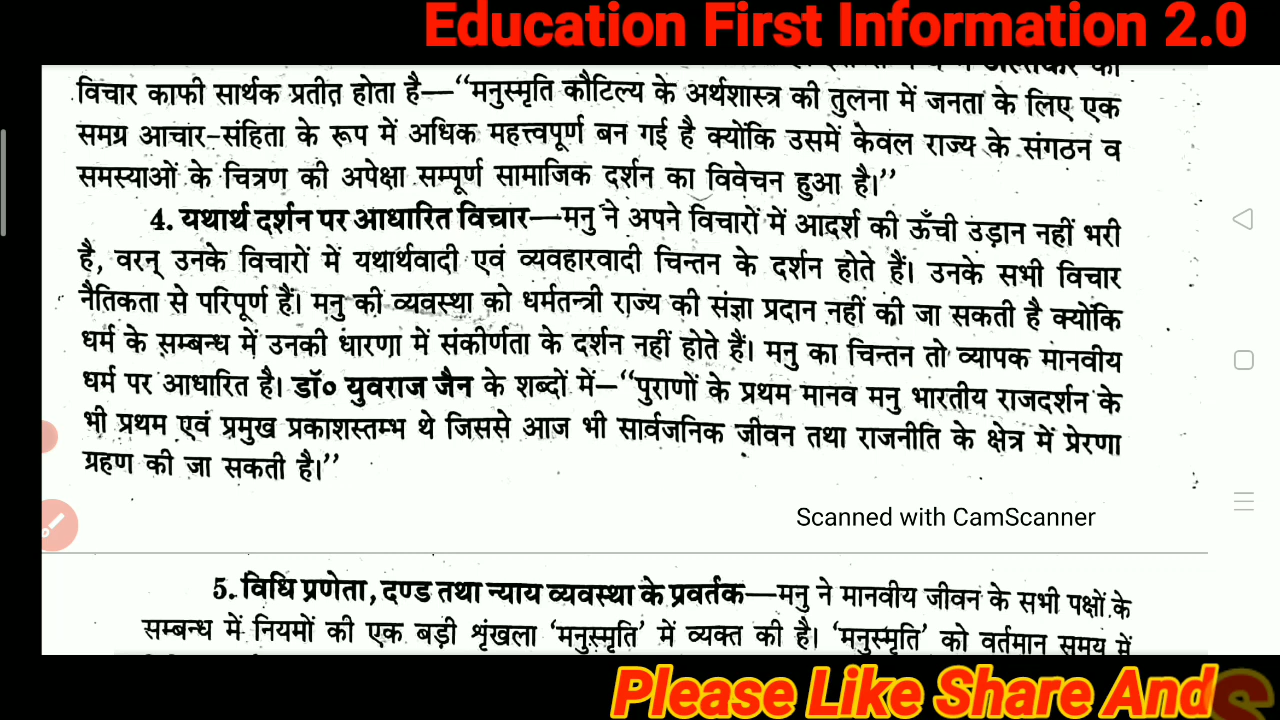 Education First Information 2.0
विचार काफी सार्थक प्रतीत होता है—“मनुस्मृति कौटिल्य के अर्थशास्त्र की तुलना में जनता के लिए एक
समग्र आचार-संहिता के रूप में अधिक महत्त्वपूर्ण बन गई है क्योंकि उसमें केवल राज्य के संगठन व
समस्याओं के चित्रण की अपेक्षा सम्पूर्ण सामाजिक दर्शन का विवेचन हुआ है।”
4. यथार्थ दर्शन पर आधारित विचार—मनु ने अपने विचारों में आदर्श की ऊँची उड़ान नहीं भरी
है, वरन् उनके विचारों में यथार्थवादी एवं व्यवहारवादी चिन्तन के दर्शन होते हैं। उनके सभी विचार
नैतिकता से परिपूर्ण हैं। मनु की व्यवस्था को धर्मतन्त्री राज्य की संज्ञा प्रदान नहीं की जा सकती है क्योंकि
धर्म के सम्बन्ध में उनकी धारणा में संकीर्णता के दर्शन नहीं होते हैं। मनु का चिन्तन तो व्यापक मानवीय
धर्म पर आधारित है। डॉ० युवराज जैन के शब्दों में—“पुराणों के प्रथम मानव मनु भारतीय राजदर्शन के
भी प्रथम एवं प्रमुख प्रकाशस्तम्भ थे जिससे आज भी सार्वजनिक जीवन तथा राजनीति के क्षेत्र में प्रेरणा
ग्रहण की जा सकती है।”
Scanned with CamScanner
5. विधि प्रणेता, दण्ड तथा न्याय व्यवस्था के प्रवर्तक—मनु ने मानवीय जीवन के सभी पक्षों के
सम्बन्ध में नियमों की एक बड़ी शृंखला ‘मनुस्मृति’ में व्यक्त की है। ‘मनुस्मृति’ को वर्तमान समय में
Please Like Share And S